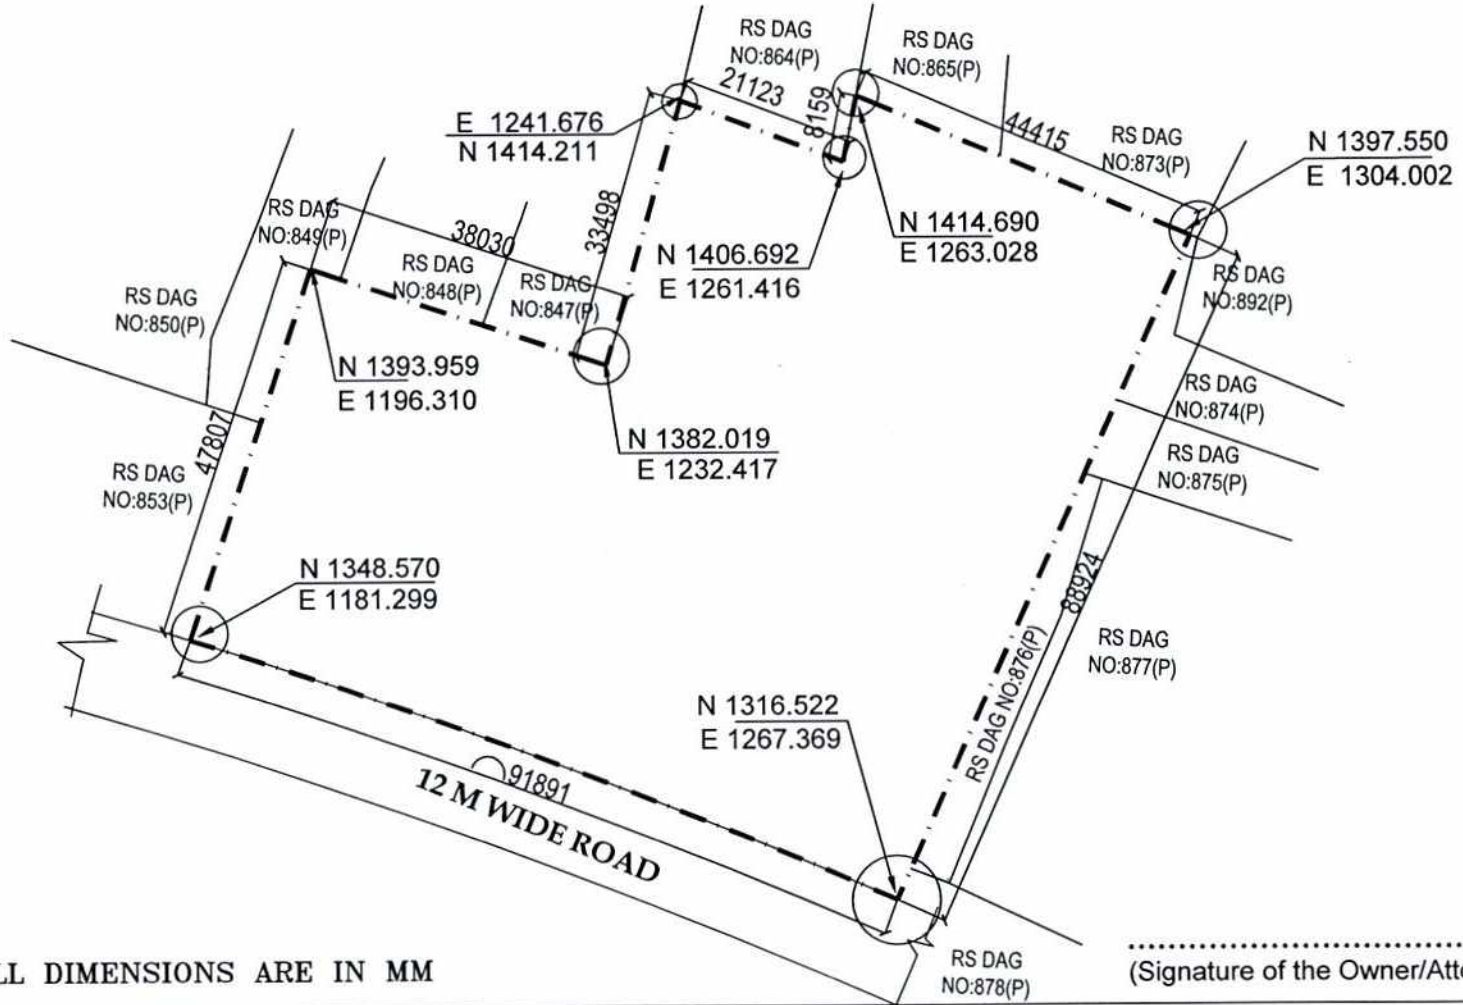 RS DAG
NO:864(P)
RS DAG
NO:865(P)
21123
8159
44415
RS DAG
NO:873(P)
E 1241.676
N 1414.211
N 1397.550
E 1304.002
RS DAG
NO:849(P)
38030
33498
N 1414.690
E 1263.028
N 1406.692
E 1261.416
RS DAG
NO:848(P)
RS DAG
NO:847(P)
RS DAG
NO:850(P)
RS DAG
NO:892(P)
N 1393.959
E 1196.310
RS DAG
NO:874(P)
N 1382.019
E 1232.417
47807
RS DAG
NO:853(P)
RS DAG
NO:875(P)
N 1348.570
E 1181.299
88924
RS DAG NO:876(P)
RS DAG
NO:877(P)
N 1316.522
E 1267.369
91891
12 M WIDE ROAD
RS DAG
NO:878(P)
LL DIMENSIONS ARE IN MM
(Signature of the Owner/Atto